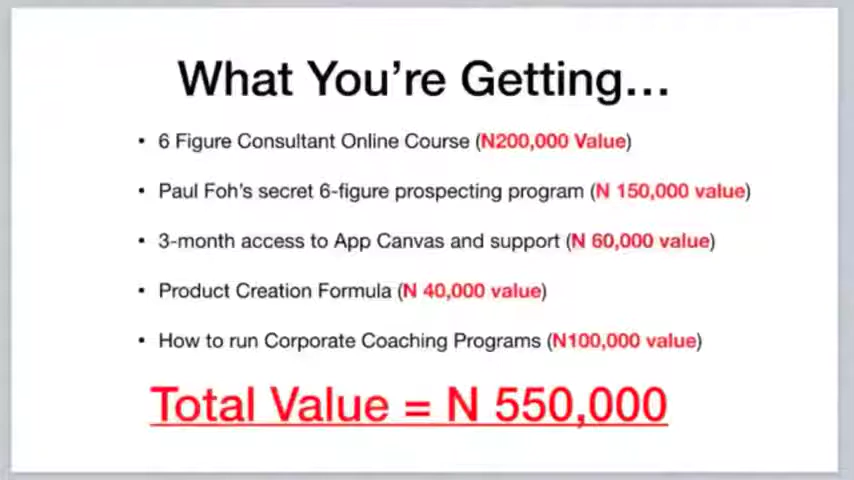 What You're Getting...
• 6 Figure Consultant Online Course (N200,000 Value)
• Paul Foh's secret 6-figure prospecting program (N 150,000 value)
• 3-month access to App Canvas and support (N 60,000 value)
• Product Creation Formula (N 40,000 value)
• How to run Corporate Coaching Programs (N100,000 value)
Total Value = N 550,000